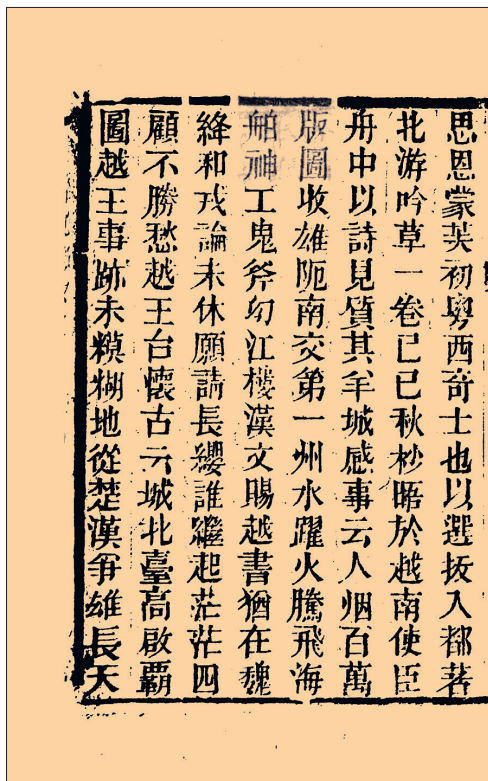 思恩蒙英初粵西奇士也以選拔入都著
北游吟草一卷已巳秋杪晤於越南使臣
舟中以詩見質其羊城感事云人烟百萬
版圖收雄阨南交第一州水躍火騰飛海
舶神工鬼斧幻江樓漢文賜越書猶在魏
絳和戎論未休願請長纓誰繼起茫茫四
顧不勝愁越王台懷古云城北臺高啟霸
圖越王事跡未糢糊地從楚漢爭雄長天